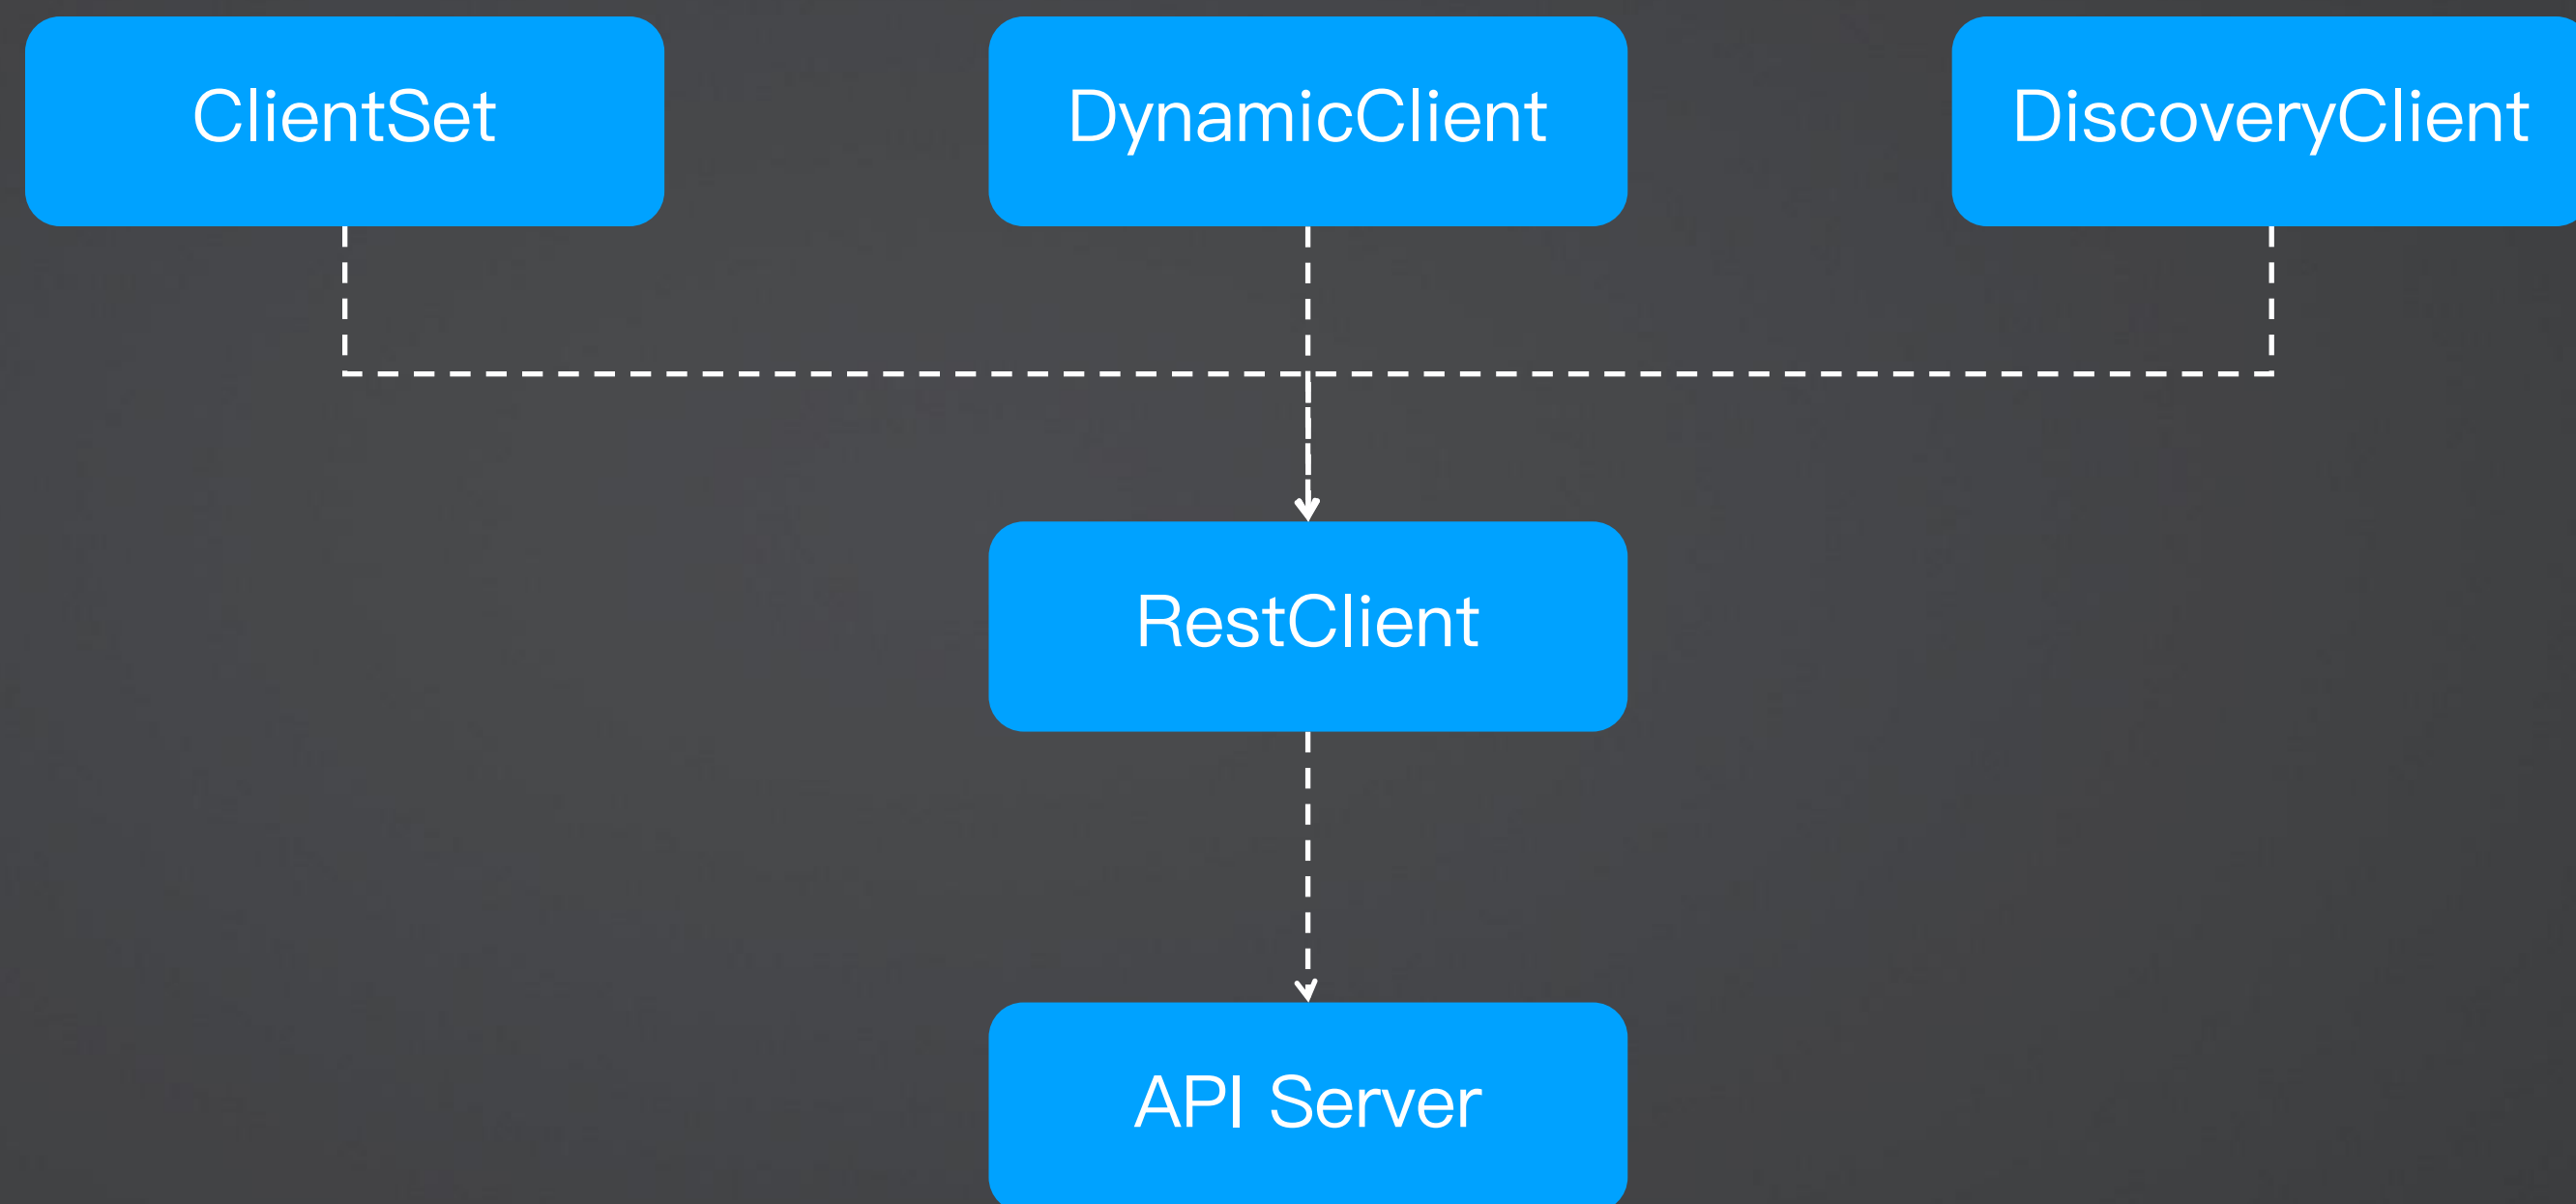 ClientSet
DynamicClient
DiscoveryClient
RestClient
API Server